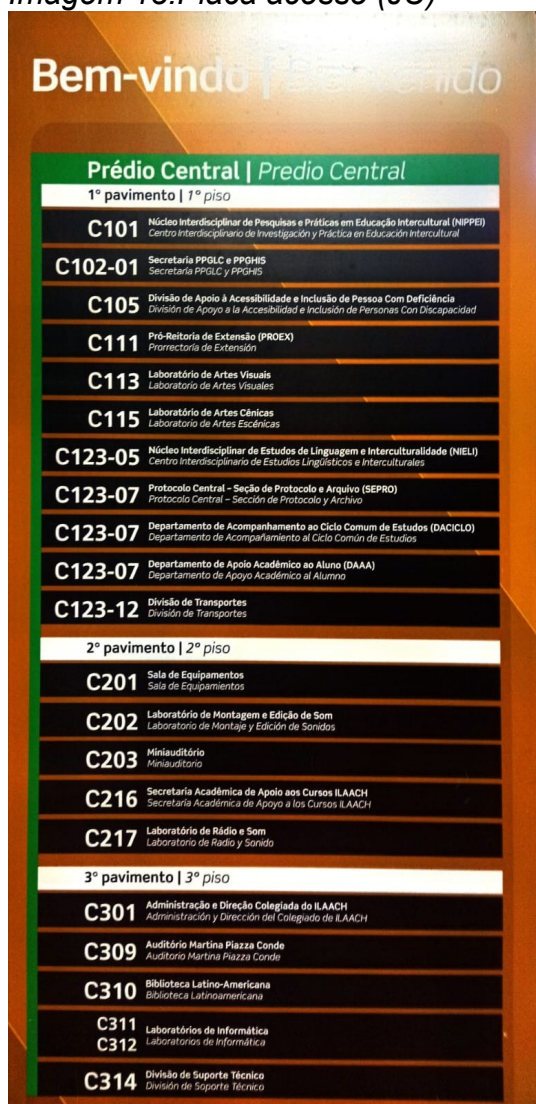 Imagem 13:Placa acesso (JU)
Bem-vindo | Bienvenido
Prédio Central | Predio Central
1º pavimento | 1º piso
C101 Núcleo Interdisciplinar de Pesquisas e Práticas em Educação Intercultural (NIPPEI)
Centro Interdisciplinario de Investigación y Práctica en Educación Intercultural
C102-01 Secretaria PPGLC e PPGHIS
Secretaría PPGLC y PPGHIS
C105 Divisão de Apoio à Acessibilidade e Inclusão de Pessoa Com Deficiência
División de Apoyo a la Accesibilidad e Inclusión de Personas Con Discapacidad
C111 Pró-Reitoria de Extensão (PROEX)
Prorrectoría de Extensión
C113 Laboratório de Artes Visuais
Laboratorio de Artes Visuales
C115 Laboratório de Artes Cênicas
Laboratorio de Artes Escénicas
C123-05 Núcleo Interdisciplinar de Estudos de Linguagem e Interculturalidade (NIELI)
Centro Interdisciplinario de Estudios Lingüísticos e Interculturales
C123-07 Protocolo Central – Seção de Protocolo e Arquivo (SEPRO)
Protocolo Central – Sección de Protocolo y Archivo
C123-07 Departamento de Acompanhamento ao Ciclo Comum de Estudos (DACICLO)
Departamento de Acompañamiento al Ciclo Común de Estudios
C123-07 Departamento de Apoio Acadêmico ao Aluno (DAAA)
Departamento de Apoyo Académico al Alumno
C123-12 Divisão de Transportes
División de Transportes
2º pavimento | 2º piso
C201 Sala de Equipamentos
Sala de Equipamientos
C202 Laboratório de Montagem e Edição de Som
Laboratorio de Montaje y Edición de Sonidos
C203 Miniauditório
Miniauditorio
C216 Secretaria Acadêmica de Apoio aos Cursos ILAACH
Secretaría Académica de Apoyo a los Cursos ILAACH
C217 Laboratório de Rádio e Som
Laboratorio de Radio y Sonido
3º pavimento | 3º piso
C301 Administração e Direção Colegiada do ILAACH
Administración y Dirección del Colegiado de ILAACH
C309 Auditório Martina Piazza Conde
Auditorio Martina Piazza Conde
C310 Biblioteca Latino-Americana
Biblioteca Latinoamericana
C311
C312 Laboratórios de Informática
Laboratorios de Informática
C314 Divisão de Suporte Técnico
División de Soporte Técnico